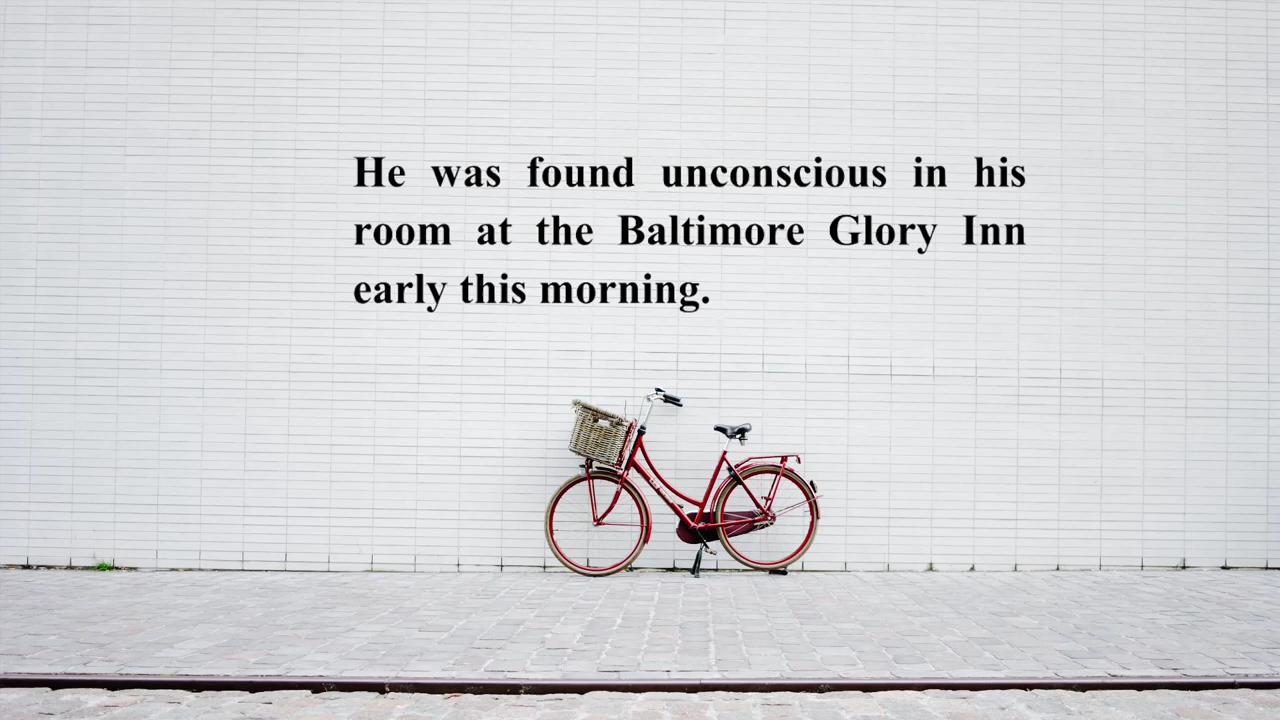 He was found unconscious in his
room at the Baltimore Glory Inn
early this morning.